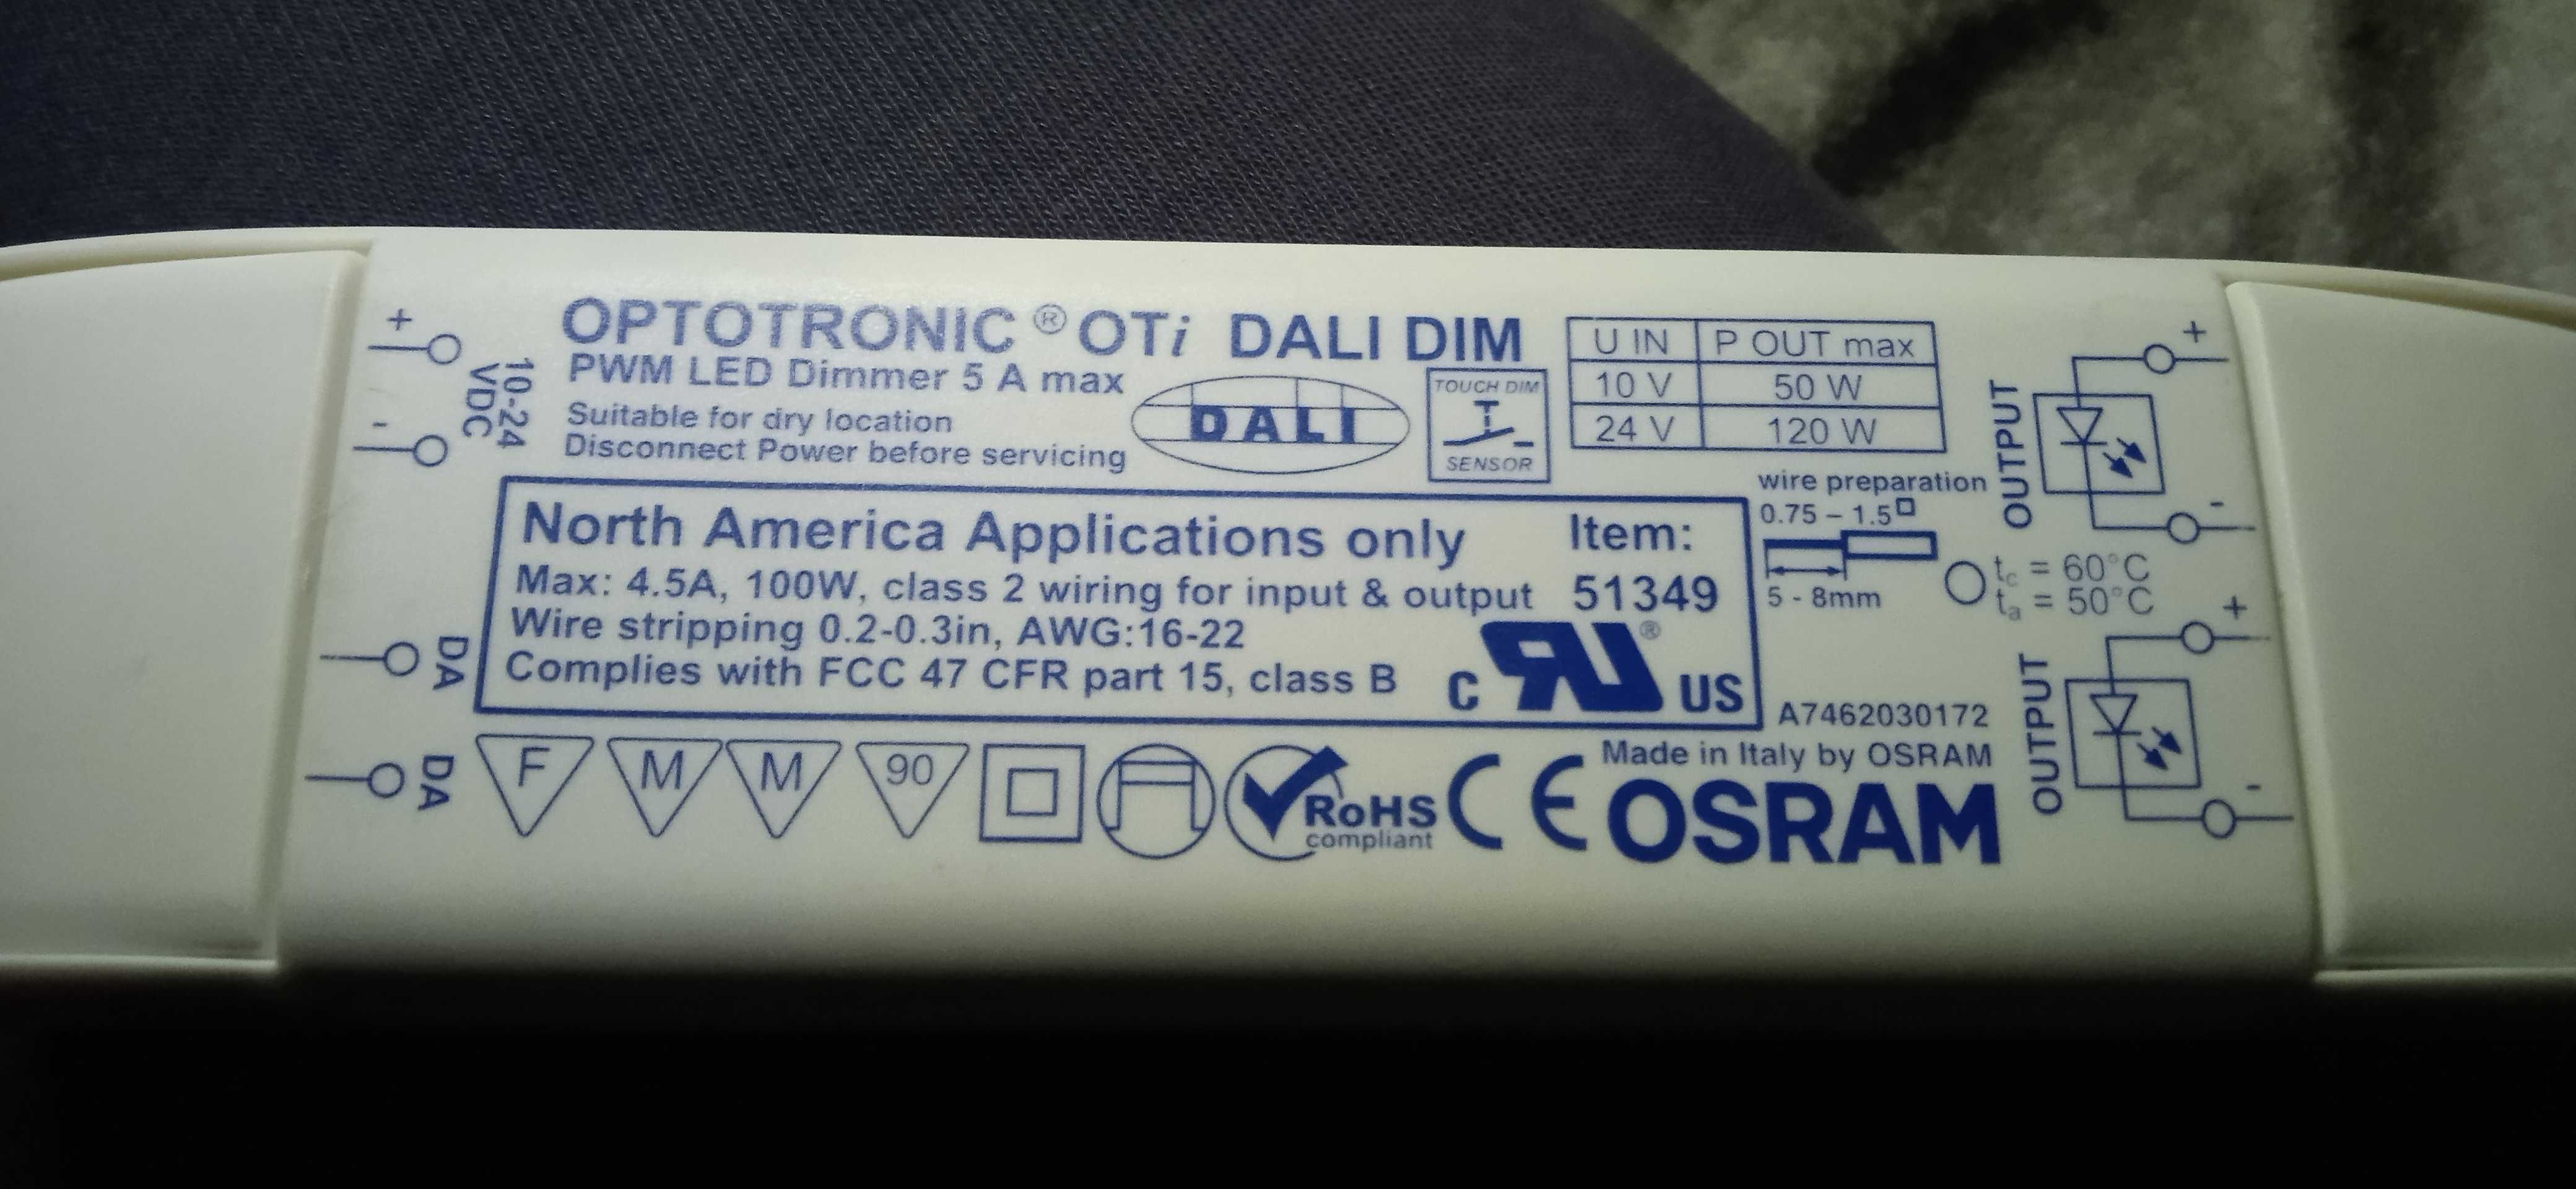 +
-
10-24
VDC
DA
DA
OPTOTRONIC® OTi DALI DIM
PWM LED Dimmer 5 A max
Suitable for dry location
Disconnect Power before servicing
DALI
TOUCH DIM
SENSOR
U IN P OUT max
10 V 50 W
24 V 120 W
North America Applications only Item:
Max: 4.5A, 100W, class 2 wiring for input & output 51349
Wire stripping 0.2-0.3in, AWG:16-22
Complies with FCC 47 CFR part 15, class B
C RU® US
wire preparation
0.75 – 1.5□
5 - 8mm
tc = 60°C
ta = 50°C
A7462030172
Made in Italy by OSRAM
F M M 90
RoHS
compliant
CE
OSRAM
OUTPUT
+
-
OUTPUT
+
-